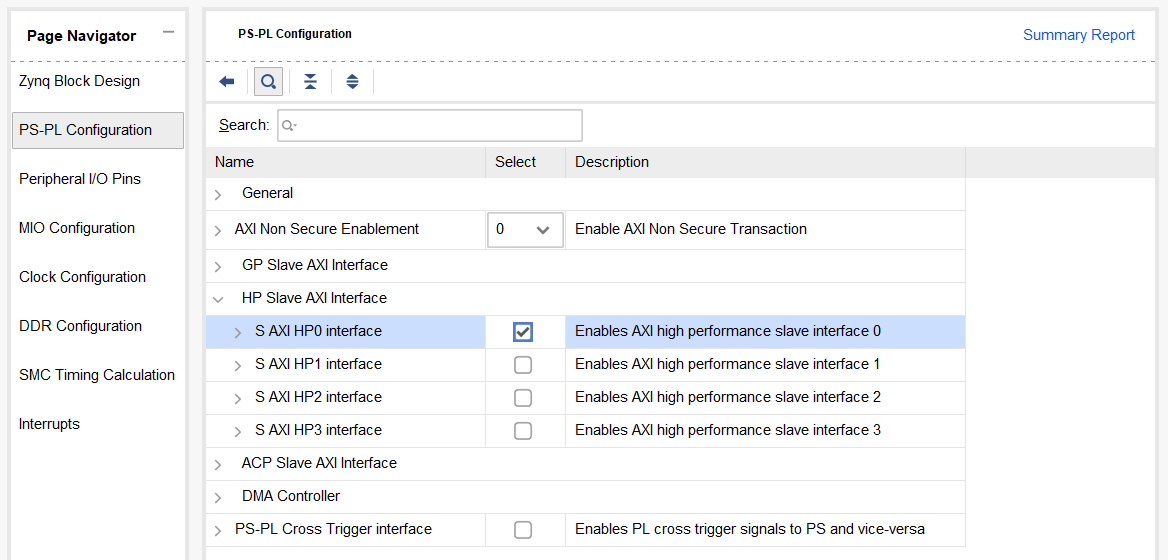 Page Navigator
Zynq Block Design
PS-PL Configuration
Peripheral I/O Pins
MIO Configuration
Clock Configuration
DDR Configuration
SMC Timing Calculation
Interrupts
PS-PL Configuration
Summary Report
Search:
Name Select Description
General
AXI Non Secure Enablement 0 Enable AXI Non Secure Transaction
GP Slave AXI Interface
HP Slave AXI Interface
S AXI HP0 interface Enables AXI high performance slave interface 0
S AXI HP1 interface Enables AXI high performance slave interface 1
S AXI HP2 interface Enables AXI high performance slave interface 2
S AXI HP3 interface Enables AXI high performance slave interface 3
ACP Slave AXI Interface
DMA Controller
PS-PL Cross Trigger interface Enables PL cross trigger signals to PS and vice-versa